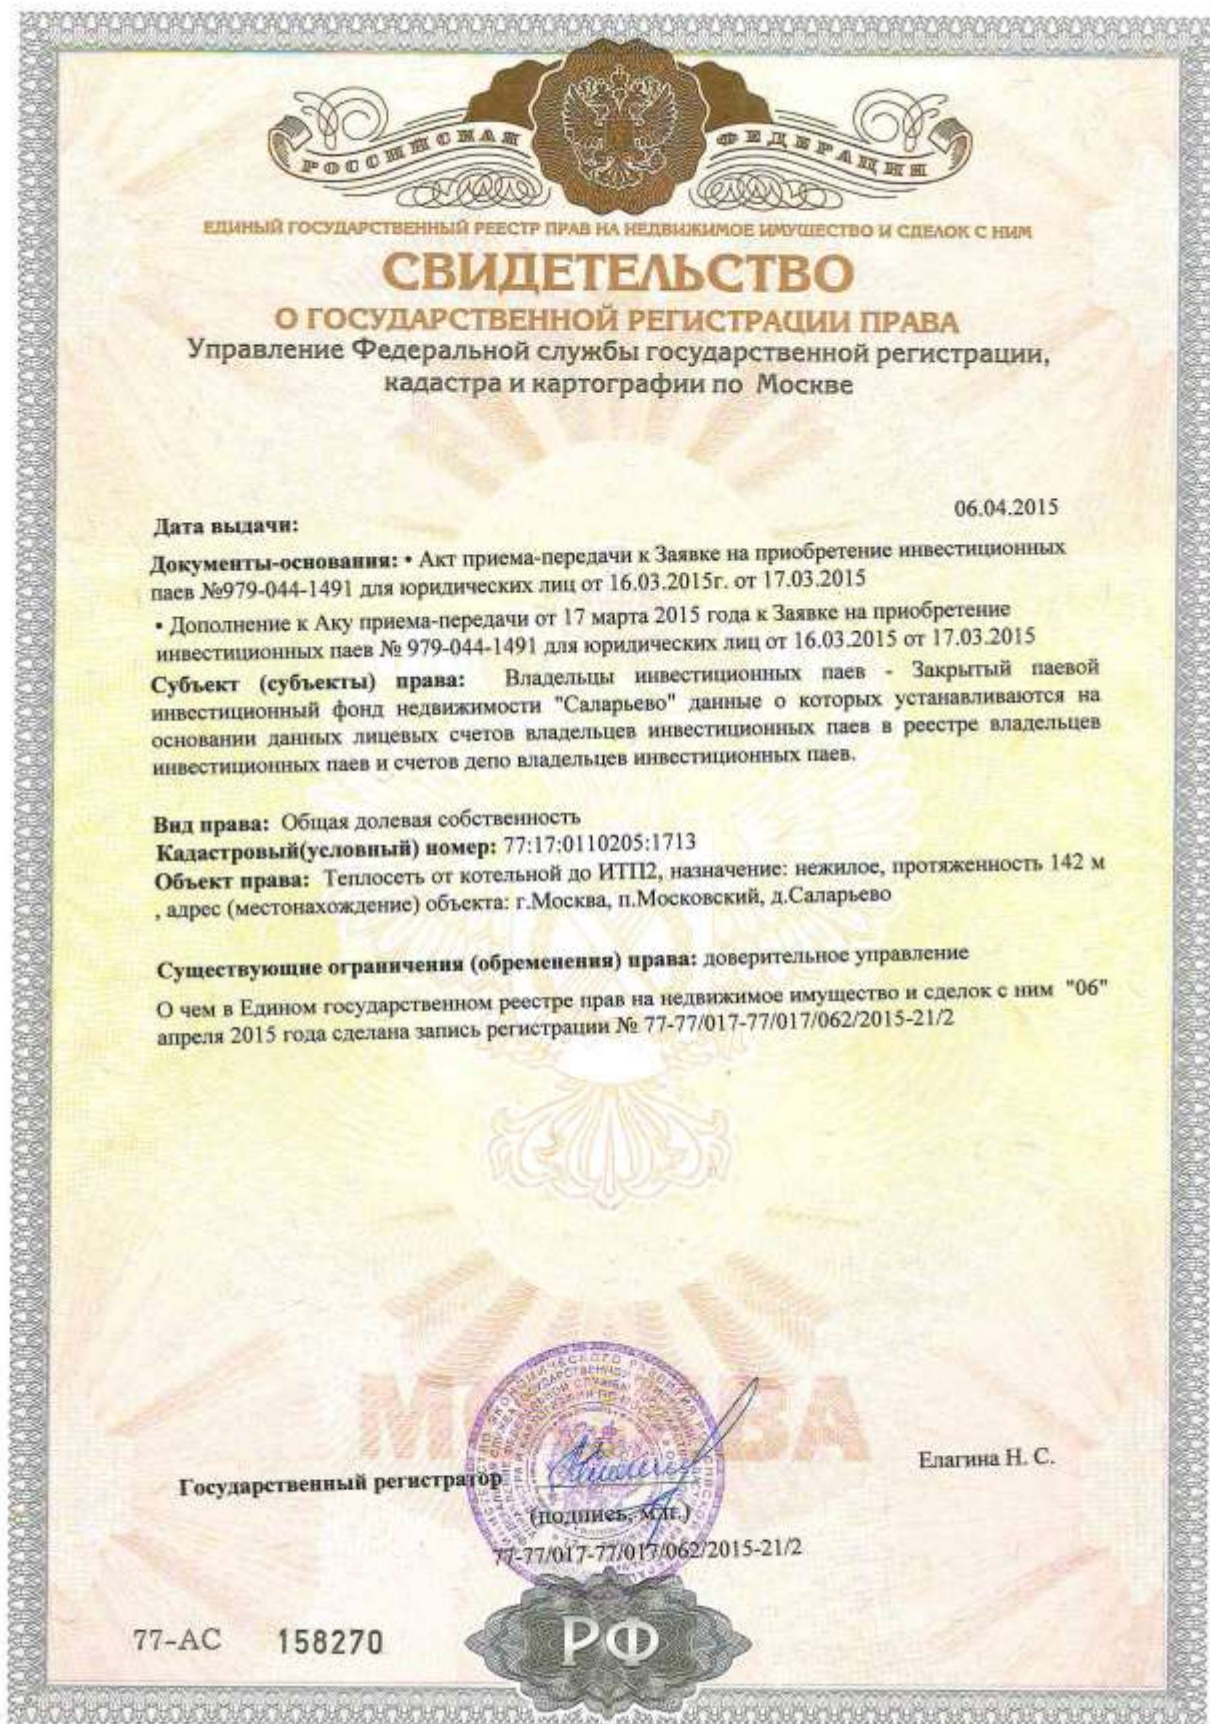 РОССИЙСКАЯ ФЕДЕРАЦИЯ
ЕДИНЫЙ ГОСУДАРСТВЕННЫЙ РЕЕСТР ПРАВ НА НЕДВИЖИМОЕ ИМУЩЕСТВО И СДЕЛОК С НИМ
СВИДЕТЕЛЬСТВО
О ГОСУДАРСТВЕННОЙ РЕГИСТРАЦИИ ПРАВА
Управление Федеральной службы государственной регистрации,
кадастра и картографии по Москве
06.04.2015
Дата выдачи:
Документы-основания: • Акт приема-передачи к Заявке на приобретение инвестиционных
паев №979-044-1491 для юридических лиц от 16.03.2015г. от 17.03.2015
• Дополнение к Аку приема-передачи от 17 марта 2015 года к Заявке на приобретение
инвестиционных паев № 979-044-1491 для юридических лиц от 16.03.2015 от 17.03.2015
Субъект (субъекты) права: Владельцы инвестиционных паев - Закрытый паевой
инвестиционный фонд недвижимости "Саларьево" данные о которых устанавливаются на
основании данных лицевых счетов владельцев инвестиционных паев в реестре владельцев
инвестиционных паев и счетов депо владельцев инвестиционных паев.
Вид права: Общая долевая собственность
Кадастровый(условный) номер: 77:17:0110205:1713
Объект права: Теплосеть от котельной до ИТП2, назначение: нежилое, протяженность 142 м
, адрес (местонахождение) объекта: г.Москва, п.Московский, д.Саларьево
Существующие ограничения (обременения) права: доверительное управление
О чем в Едином государственном реестре прав на недвижимое имущество и сделок с ним "06"
апреля 2015 года сделана запись регистрации № 77-77/017-77/017/062/2015-21/2
МОСКВА
Государственный регистратор
Елагина Н. С.
(подпись, м.п.)
77-77/017-77/017/062/2015-21/2
77-АС 158270
РФ